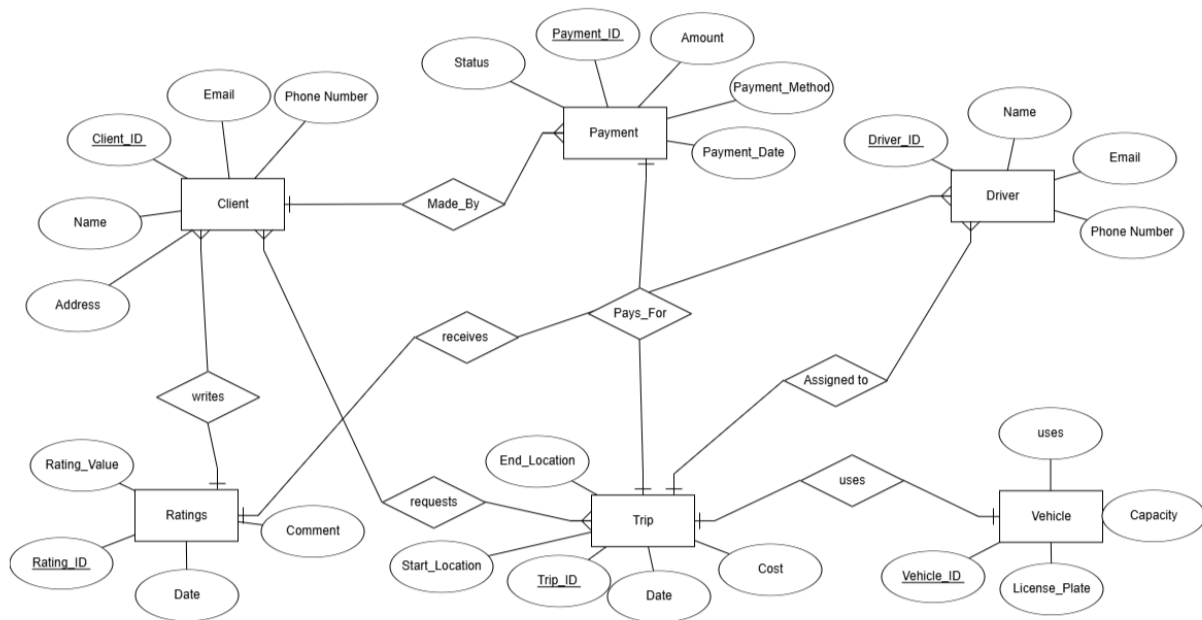 Payment_ID
Amount
Status
Email
Phone Number
Payment_Method
Name
Client_ID
Payment
Driver_ID
Payment_Date
Email
Client
Made_By
Driver
Name
Phone Number
Address
Pays_For
receives
writes
Assigned to
uses
Rating_Value
End_Location
uses
requests
Ratings
Comment
Trip
Vehicle
Capacity
Rating_ID
Start_Location
Cost
Trip_ID
Vehicle_ID
License_Plate
Date
Date